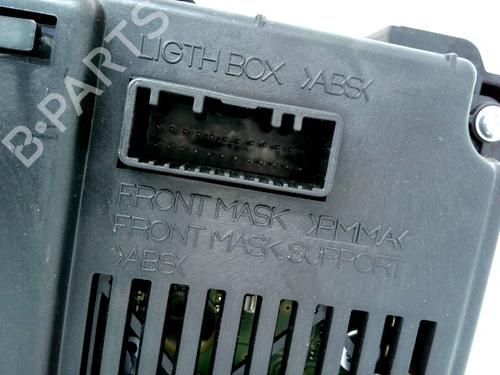 B-PARTS
LIGTH BOX >ABS<
FRONT MASK >PMMA<
FRONT MASK SUPPORT
>ABS<